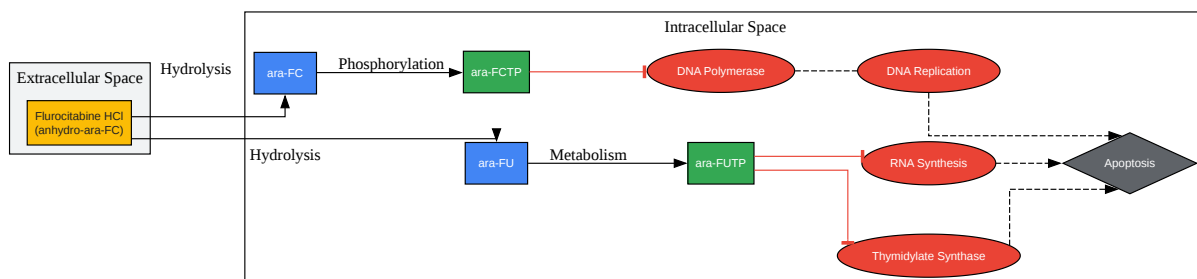 Intracellular Space
Extracellular Space
Hydrolysis
Flurocitabine HCl
(anhydro-ara-FC)
ara-FC
Phosphorylation
ara-FCTP
DNA Polymerase
DNA Replication
Hydrolysis
ara-FU
Metabolism
ara-FUTP
RNA Synthesis
Apoptosis
Thymidylate Synthase